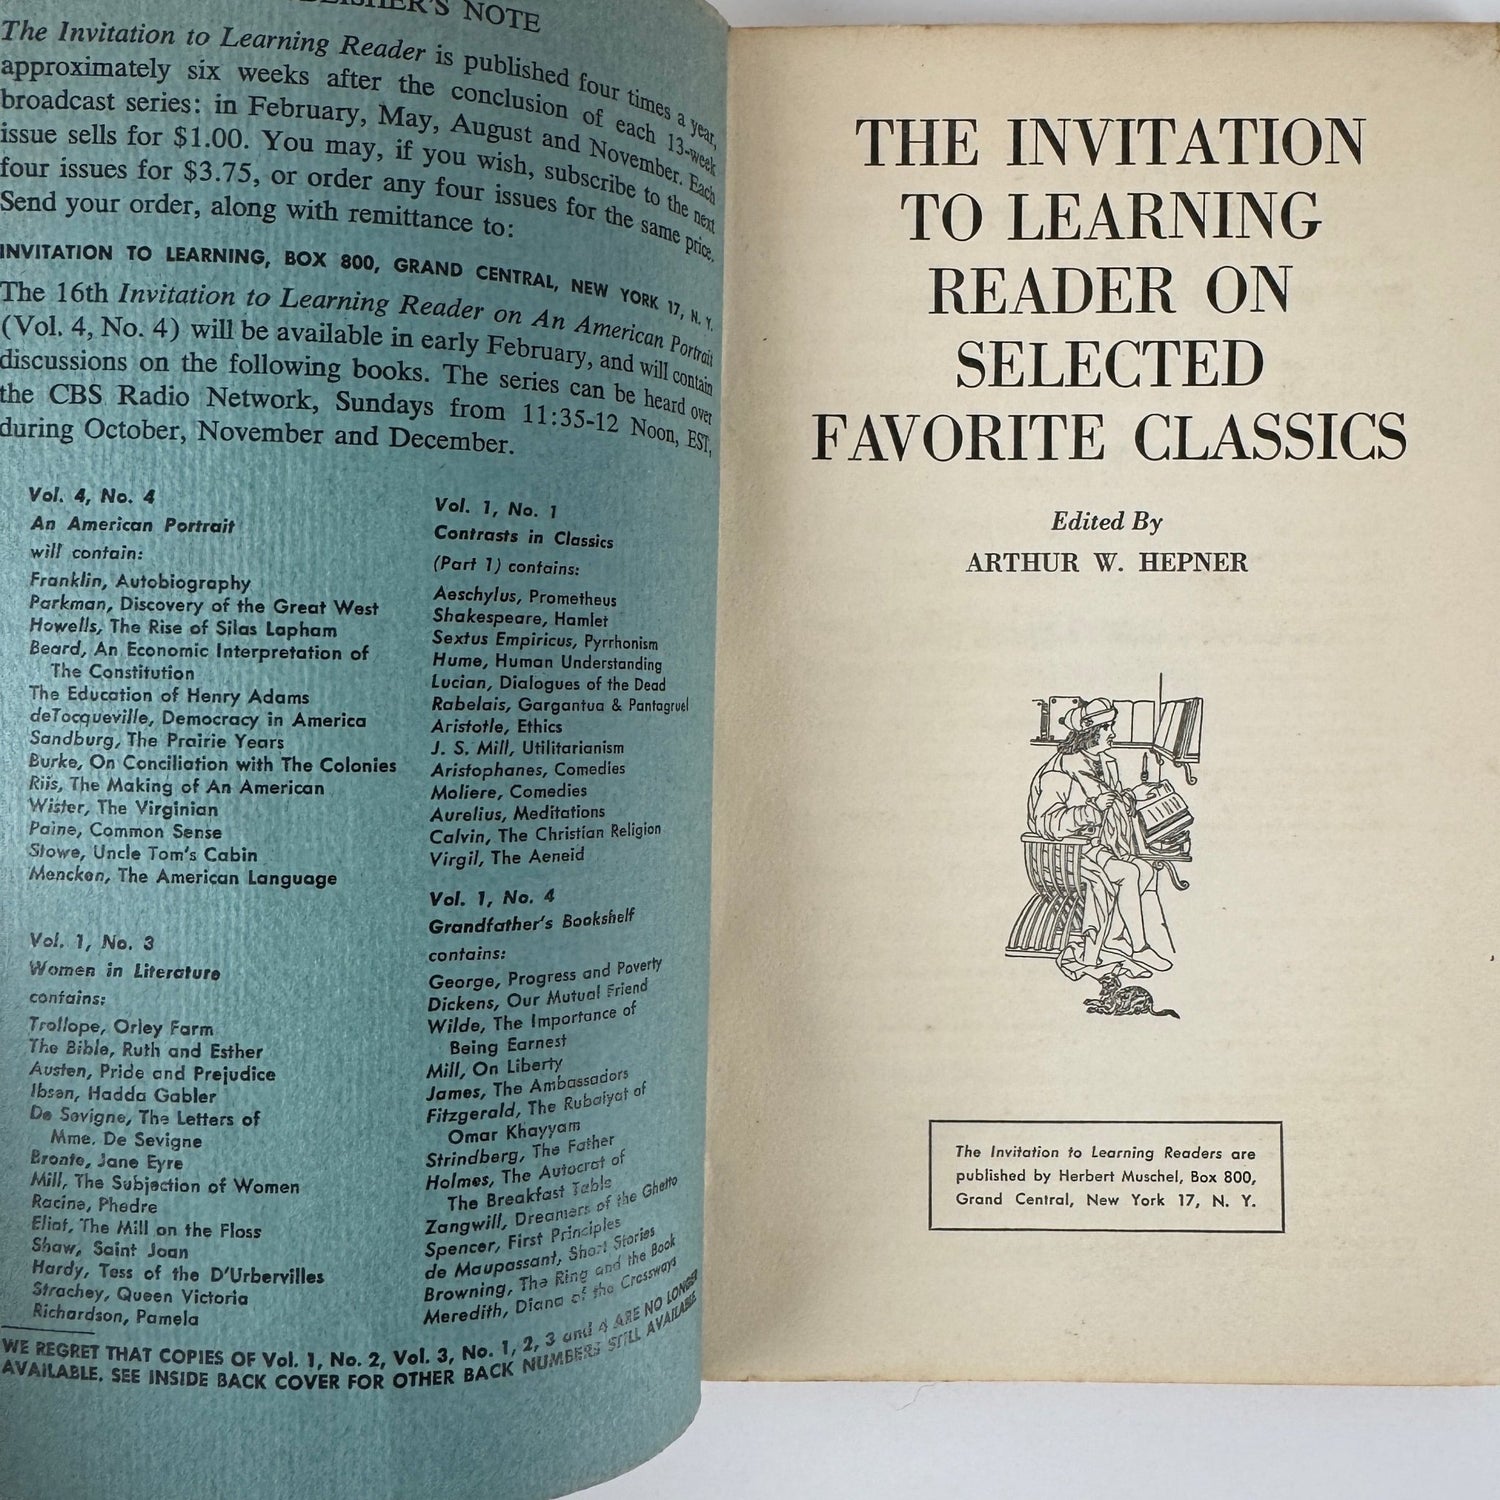 PUBLISHER'S NOTE
The Invitation to Learning Reader is published four times a year,
approximately six weeks after the conclusion of each 13-week
broadcast series: in February, May, August and November. Each
issue sells for $1.00. You may, if you wish, subscribe to the next
four issues for $3.75, or order any four issues for the same price.
Send your order, along with remittance to:
INVITATION TO LEARNING, BOX 800, GRAND CENTRAL, NEW YORK 17, N. Y.
The 16th Invitation to Learning Reader on An American Portrait
(Vol. 4, No. 4) will be available in early February, and will contain
discussions on the following books. The series can be heard over
the CBS Radio Network, Sundays from 11:35-12 Noon, EST,
during October, November and December.
Vol. 4, No. 4
An American Portrait
will contain:
Franklin, Autobiography
Parkman, Discovery of the Great West
Howells, The Rise of Silas Lapham
Beard, An Economic Interpretation of
The Constitution
The Education of Henry Adams
deTocqueville, Democracy in America
Sandburg, The Prairie Years
Burke, On Conciliation with The Colonies
Riis, The Making of An American
Wister, The Virginian
Paine, Common Sense
Stowe, Uncle Tom's Cabin
Mencken, The American Language
Vol. 1, No. 3
Women in Literature
contains:
Trollope, Orley Farm
The Bible, Ruth and Esther
Austen, Pride and Prejudice
Ibsen, Hadda Gabler
De Sevigne, The Letters of
Mme. De Sevigne
Bronte, Jane Eyre
Mill, The Subjection of Women
Racine, Phedre
Eliot, The Mill on the Floss
Shaw, Saint Joan
Hardy, Tess of the D'Urbervilles
Strachey, Queen Victoria
Richardson, Pamela
Vol. 1, No. 1
Contrasts in Classics
(Part 1) contains:
Aeschylus, Prometheus
Shakespeare, Hamlet
Sextus Empiricus, Pyrrhonism
Hume, Human Understanding
Lucian, Dialogues of the Dead
Rabelais, Gargantua & Pantagruel
Aristotle, Ethics
J. S. Mill, Utilitarianism
Aristophanes, Comedies
Moliere, Comedies
Aurelius, Meditations
Calvin, The Christian Religion
Virgil, The Aeneid
Vol. 1, No. 4
Grandfather's Bookshelf
contains:
George, Progress and Poverty
Dickens, Our Mutual Friend
Wilde, The Importance of
Being Earnest
Mill, On Liberty
James, The Ambassadors
Fitzgerald, The Rubaiyat of
Omar Khayyam
Strindberg, The Father
Holmes, The Autocrat of
The Breakfast Table
Zangwill, Dreamers of the Ghetto
Spencer, First Principles
de Maupassant, Short Stories
Browning, The Ring and the Book
Meredith, Diana of the Crossways
WE REGRET THAT COPIES OF Vol. 1, No. 2, Vol. 3, No. 1, 2, 3 and 4 ARE NO LONGER
AVAILABLE. SEE INSIDE BACK COVER FOR OTHER BACK NUMBERS STILL AVAILABLE
THE INVITATION
TO LEARNING
READER ON
SELECTED
FAVORITE CLASSICS
Edited By
ARTHUR W. HEPNER
The Invitation to Learning Readers are
published by Herbert Muschel, Box 800,
Grand Central, New York 17, N. Y.